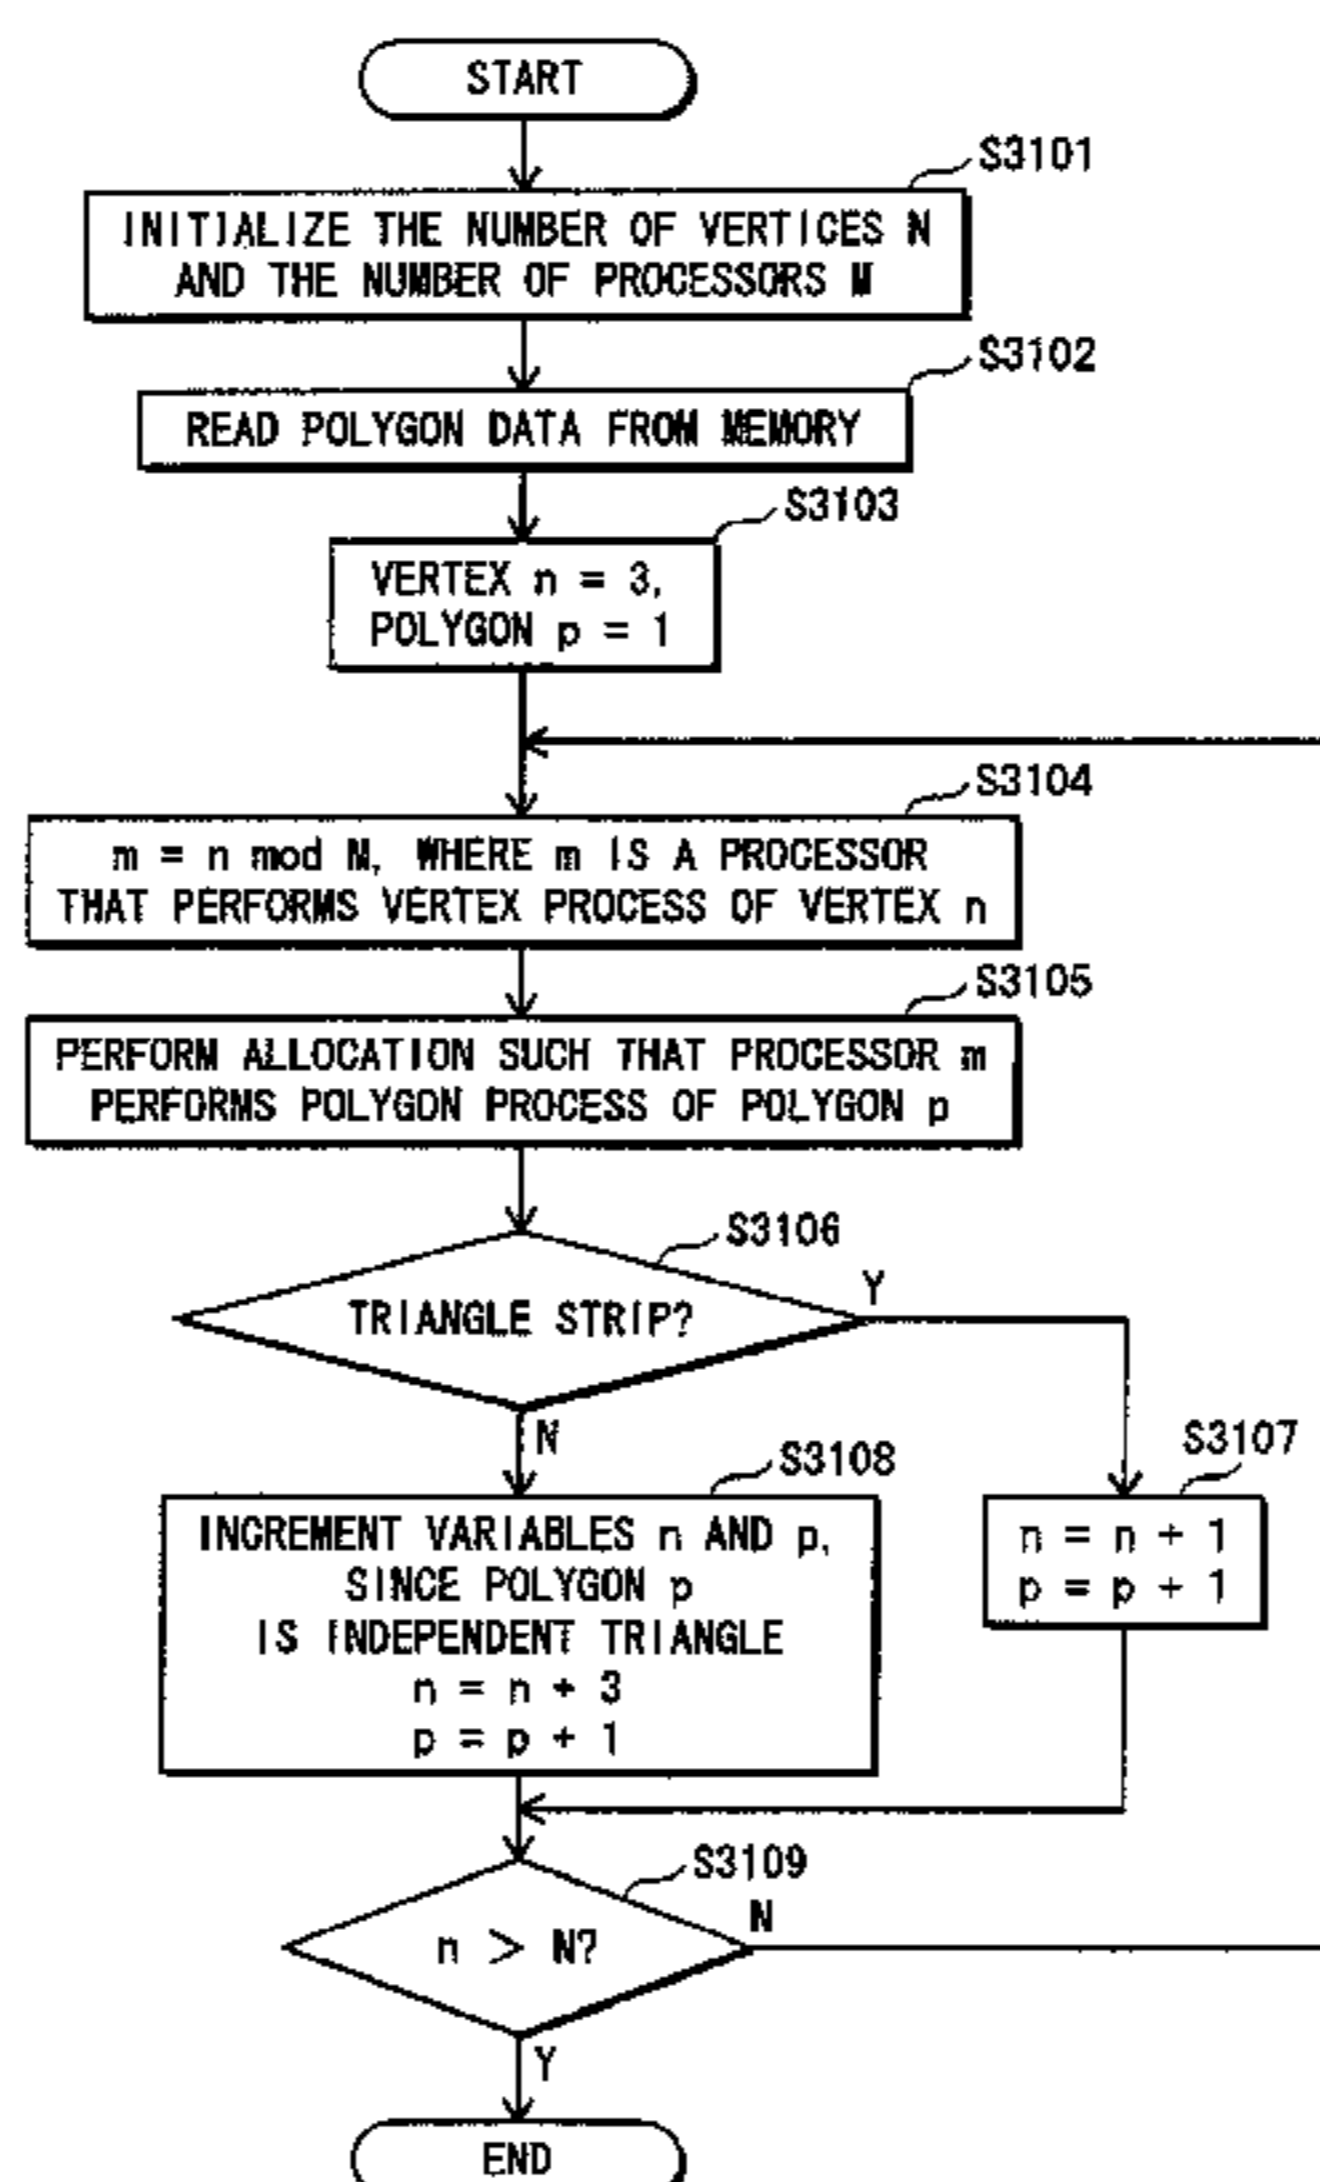 START
S3101
INITIALIZE THE NUMBER OF VERTICES N
AND THE NUMBER OF PROCESSORS M
S3102
READ POLYGON DATA FROM MEMORY
S3103
VERTEX n = 3,
POLYGON p = 1
S3104
m = n mod M, WHERE m IS A PROCESSOR
THAT PERFORMS VERTEX PROCESS OF VERTEX n
S3105
PERFORM ALLOCATION SUCH THAT PROCESSOR m
PERFORMS POLYGON PROCESS OF POLYGON p
S3106
TRIANGLE STRIP?
Y
N
S3107
n = n + 1
p = p + 1
S3108
INCREMENT VARIABLES n AND p,
SINCE POLYGON p
IS INDEPENDENT TRIANGLE
n = n + 3
p = p + 1
S3109
n > N?
N
Y
END